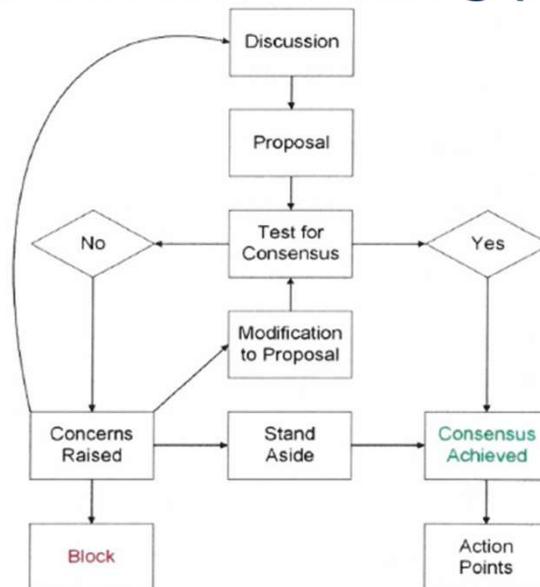 Discussion
Proposal
No
Test for
Consensus
Yes
Modification
to Proposal
Concerns
Raised
Stand
Aside
Consensus
Achieved
Block
Action
Points